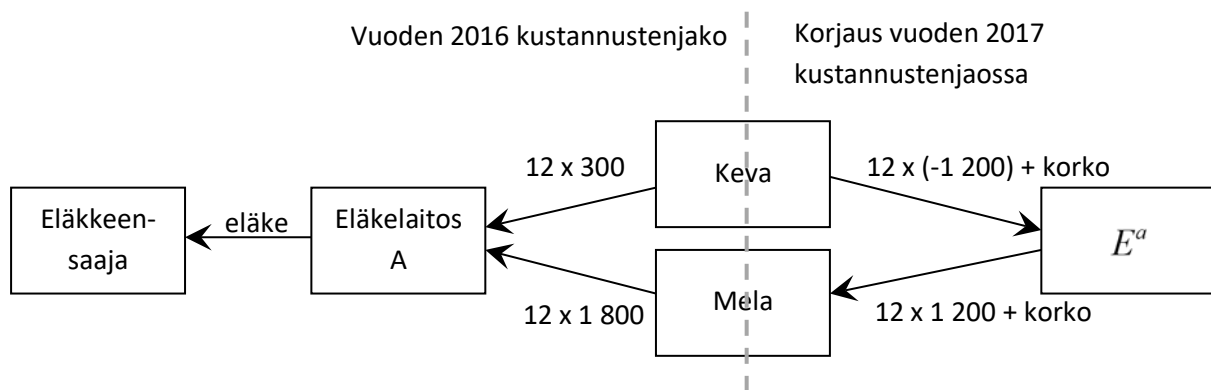 Vuoden 2016 kustannustenjako
Korjaus vuoden 2017
kustannustenjaossa
12 x 300
Keva
12 x (-1 200) + korko
Eläkkeen-
saaja
eläke
Eläkelaitos
A
Eᵃ
12 x 1 800
Mela
12 x 1 200 + korko